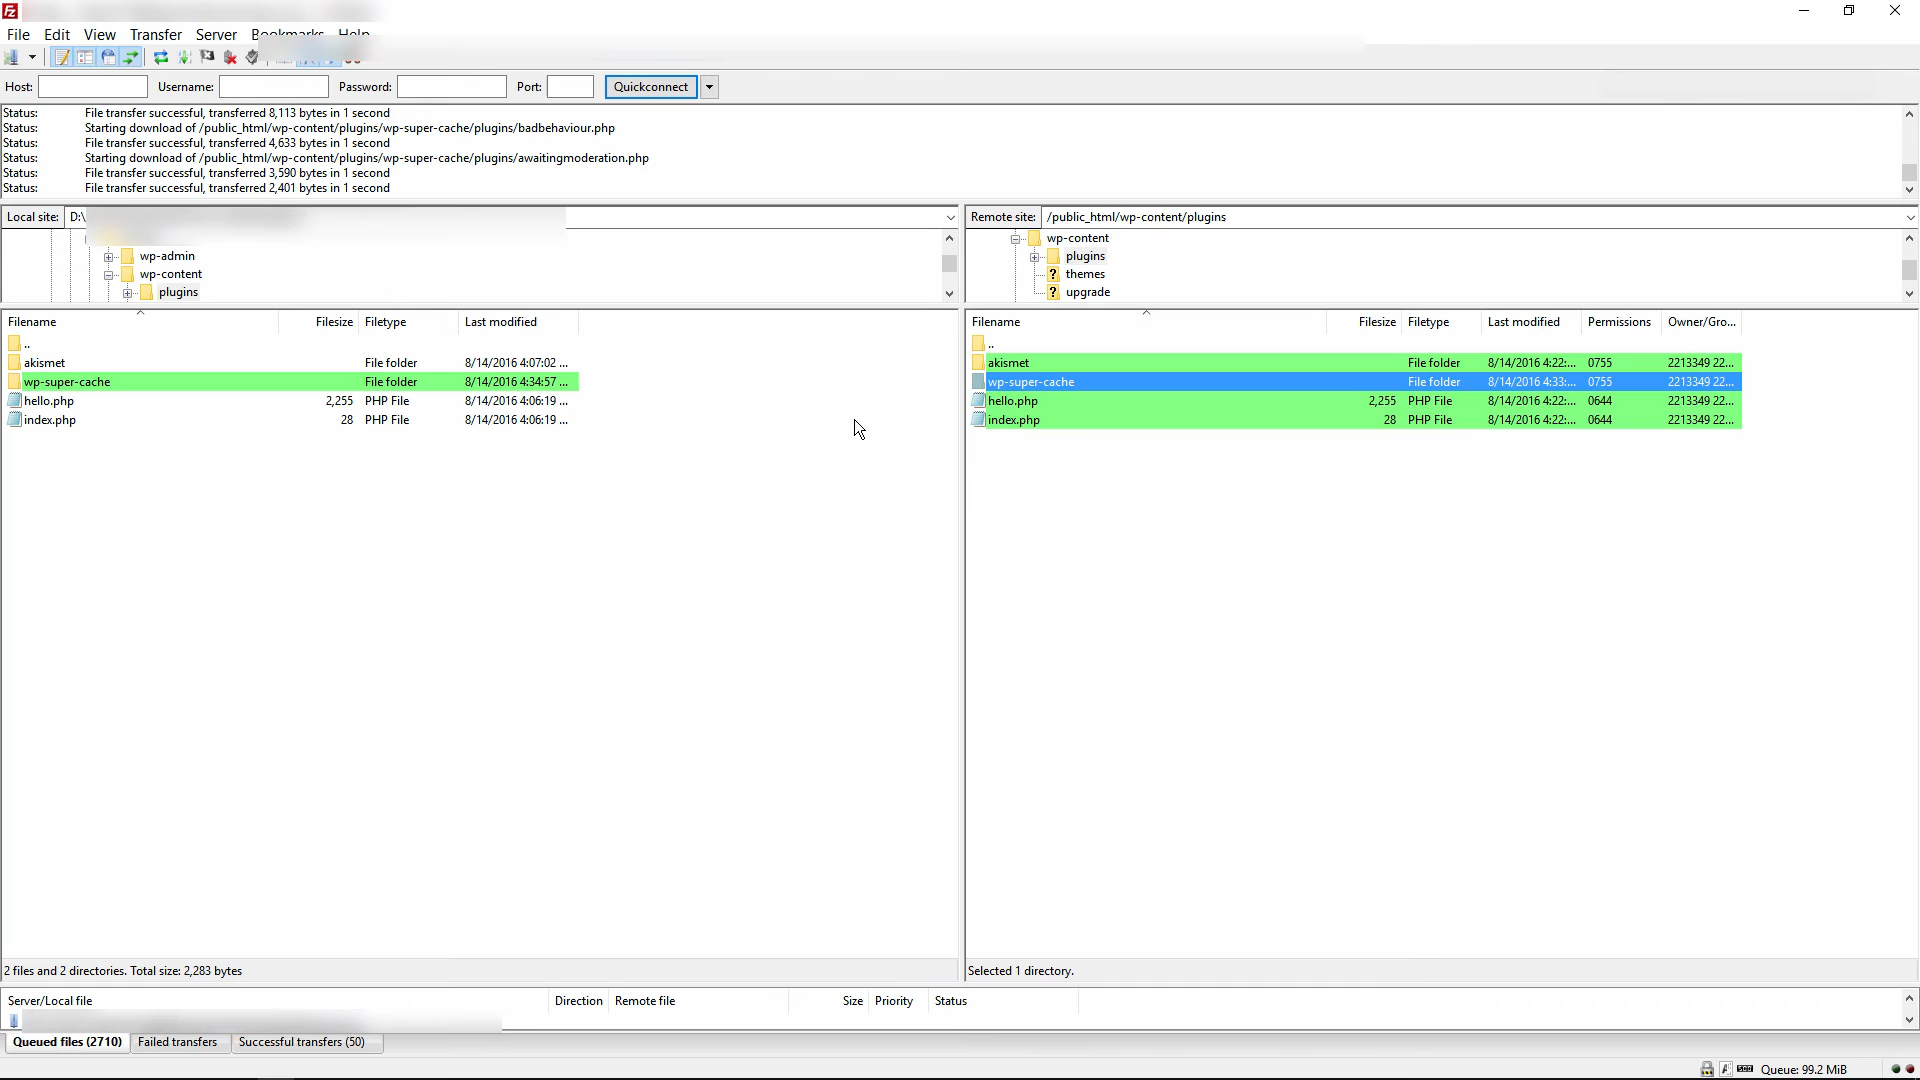 File Edit View Transfer Server Bookmarks Help
Host: Username: Password: Port: Quickconnect
Status: File transfer successful, transferred 8,113 bytes in 1 second
Status: Starting download of /public_html/wp-content/plugins/wp-super-cache/plugins/badbehaviour.php
Status: File transfer successful, transferred 4,633 bytes in 1 second
Status: Starting download of /public_html/wp-content/plugins/wp-super-cache/plugins/awaitingmoderation.php
Status: File transfer successful, transferred 3,590 bytes in 1 second
Status: File transfer successful, transferred 2,401 bytes in 1 second
Local site: D:\
wp-admin
wp-content
plugins
Filename Filesize Filetype Last modified
..
akismet File folder 8/14/2016 4:07:02 ...
wp-super-cache File folder 8/14/2016 4:34:57 ...
hello.php 2,255 PHP File 8/14/2016 4:06:19 ...
index.php 28 PHP File 8/14/2016 4:06:19 ...
2 files and 2 directories. Total size: 2,283 bytes
Remote site: /public_html/wp-content/plugins
wp-content
plugins
? themes
? upgrade
Filename Filesize Filetype Last modified Permissions Owner/Gro...
..
akismet File folder 8/14/2016 4:22:... 0755 2213349 22...
wp-super-cache File folder 8/14/2016 4:33:... 0755 2213349 22...
hello.php 2,255 PHP File 8/14/2016 4:22:... 0644 2213349 22...
index.php 28 PHP File 8/14/2016 4:22:... 0644 2213349 22...
Selected 1 directory.
Server/Local file Direction Remote file Size Priority Status
Queued files (2710) Failed transfers Successful transfers (50)
Queue: 99.2 MiB